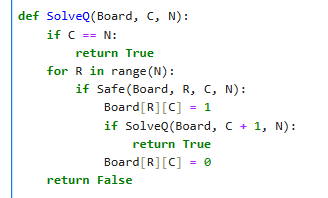 def SolveQ(Board, C, N):
    if C == N:
        return True
    for R in range(N):
        if Safe(Board, R, C, N):
            Board[R][C] = 1
            if SolveQ(Board, C + 1, N):
                return True
            Board[R][C] = 0
    return False